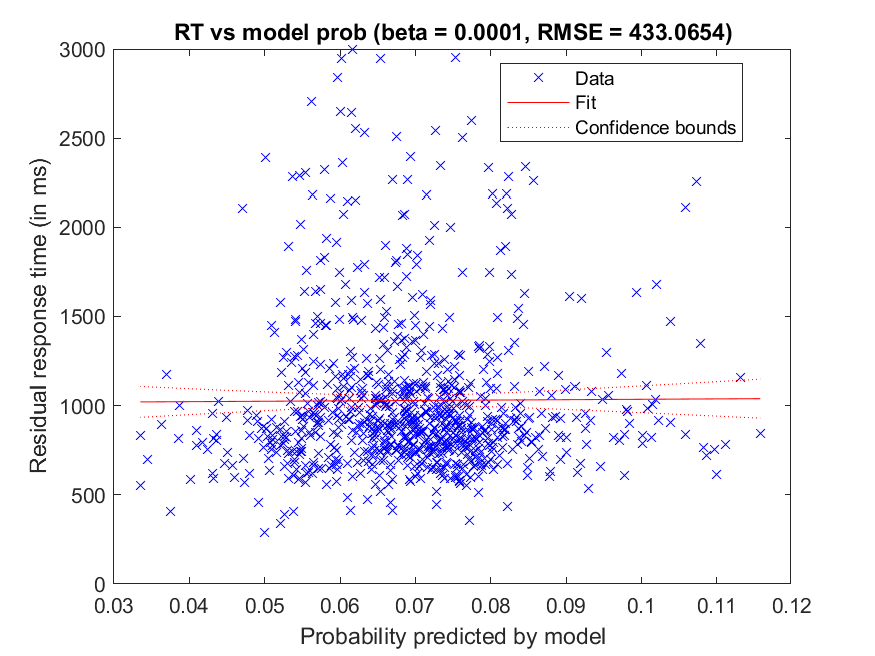 RT vs model prob (beta = 0.0001, RMSE = 433.0654)
3000
2500
2000
1500
1000
500
0
Residual response time (in ms)
Data
Fit
Confidence bounds
0.03 0.04 0.05 0.06 0.07 0.08 0.09 0.1 0.11 0.12
Probability predicted by model